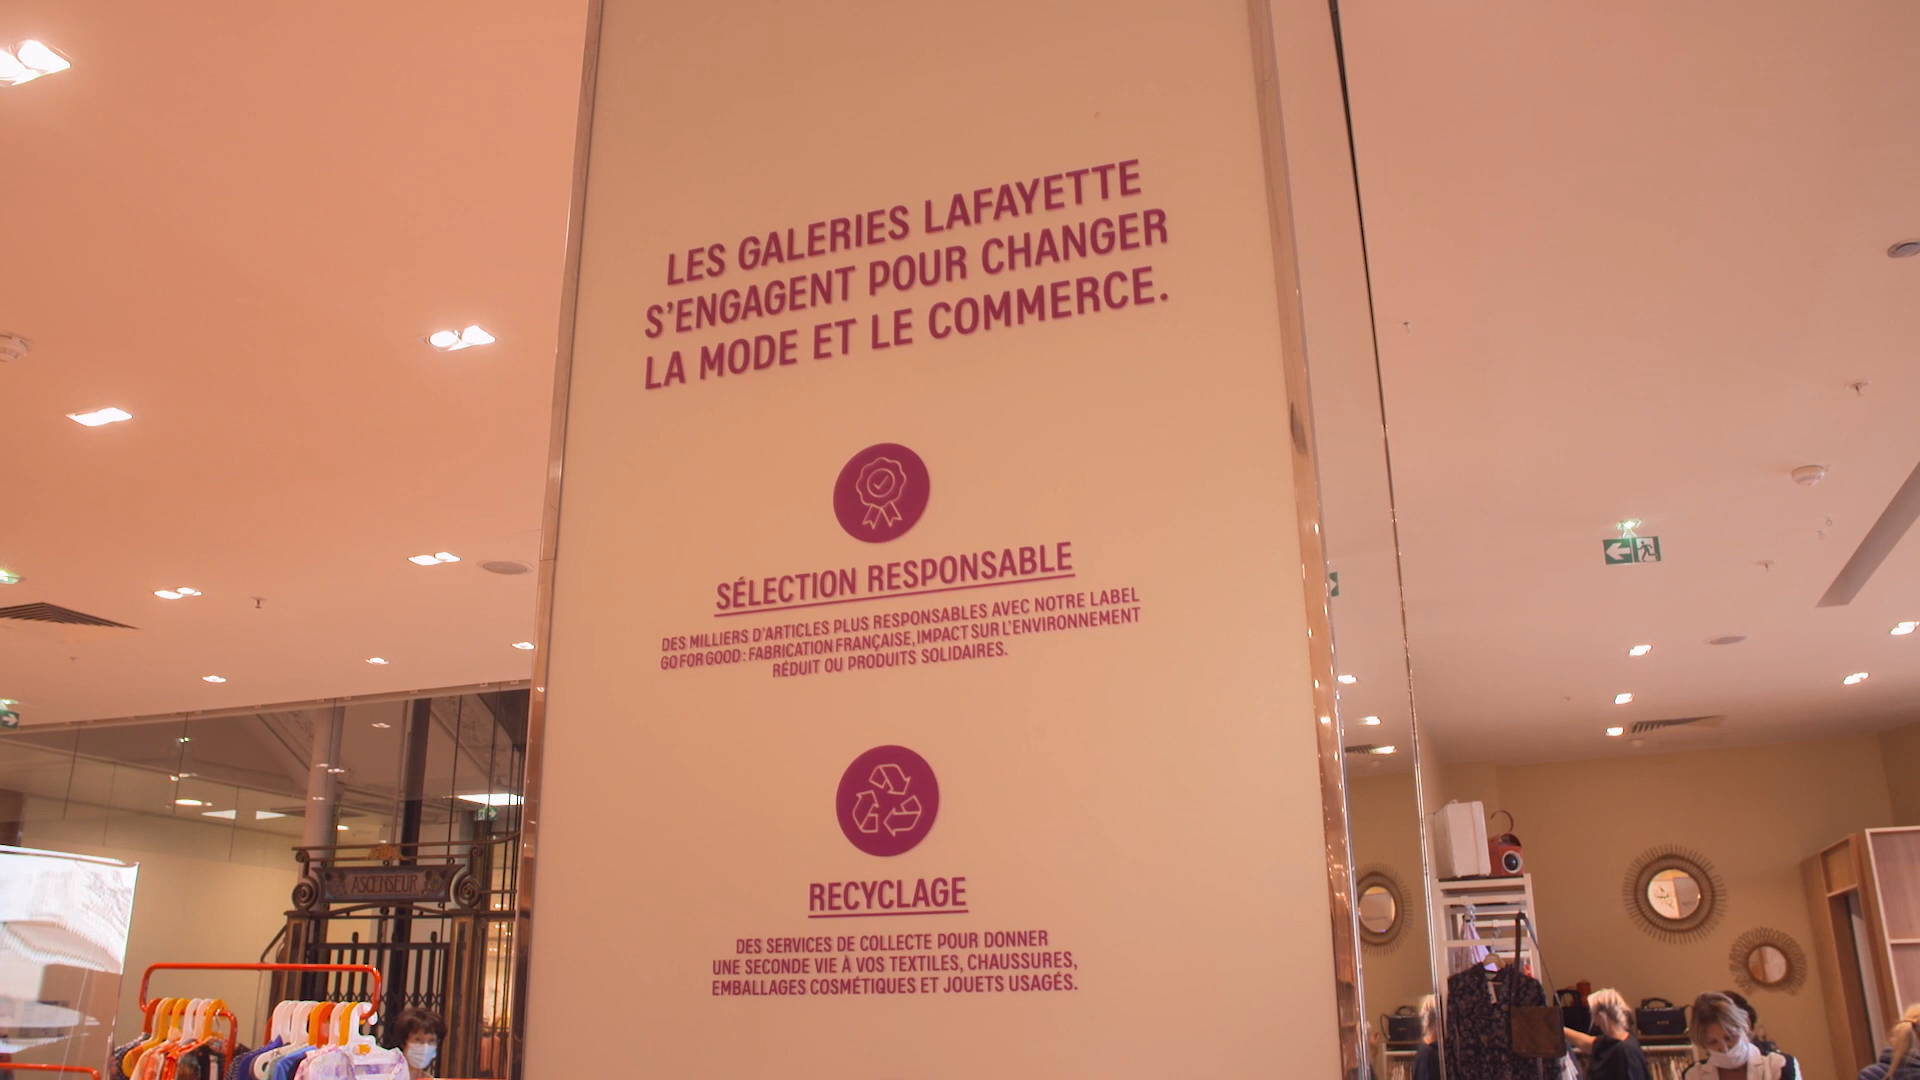 LES GALERIES LAFAYETTE
S'ENGAGENT POUR CHANGER
LA MODE ET LE COMMERCE.
SÉLECTION RESPONSABLE
DES MILLIERS D'ARTICLES PLUS RESPONSABLES AVEC NOTRE LABEL
GO FOR GOOD : FABRICATION FRANÇAISE, IMPACT SUR L'ENVIRONNEMENT
RÉDUIT OU PRODUITS SOLIDAIRES.
RECYCLAGE
DES SERVICES DE COLLECTE POUR DONNER
UNE SECONDE VIE À VOS TEXTILES, CHAUSSURES,
EMBALLAGES COSMÉTIQUES ET JOUETS USAGÉS.
ASCENSEUR